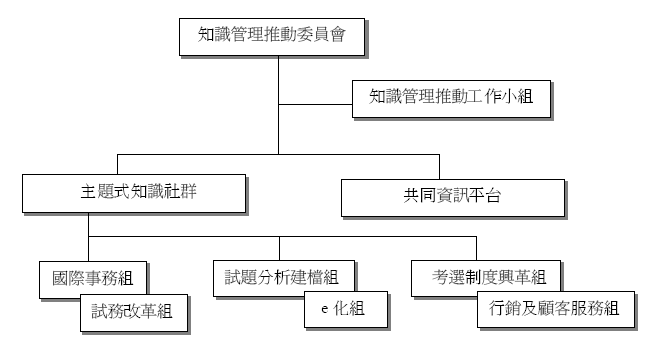 知識管理推動委員會
知識管理推動工作小組
主題式知識社群
共同資訊平台
國際事務組
試題分析建檔組
考選制度興革組
試務改革組
e 化組
行銷及顧客服務組